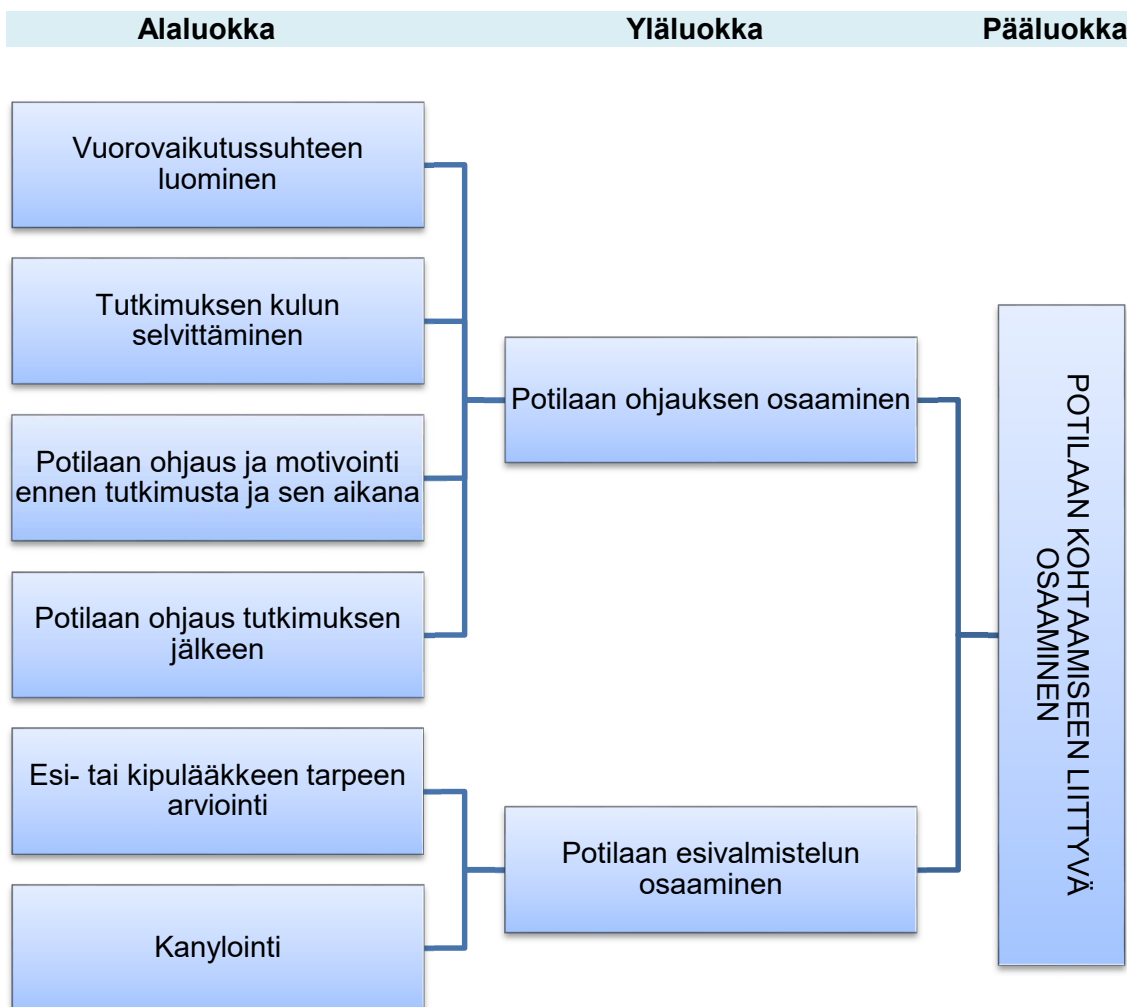 Alaluokka Yläluokka Pääluokka
Vuorovaikutussuhteen
luominen
Tutkimuksen kulun
selvittäminen
Potilaan ohjaus ja motivointi
ennen tutkimusta ja sen aikana
Potilaan ohjaus tutkimuksen
jälkeen
Esi- tai kipulääkkeen tarpeen
arviointi
Kanylointi
Potilaan ohjauksen osaaminen
Potilaan esivalmistelun
osaaminen
POTILAAN KOHTAAMISEEN LIITTYVÄ
OSAAMINEN